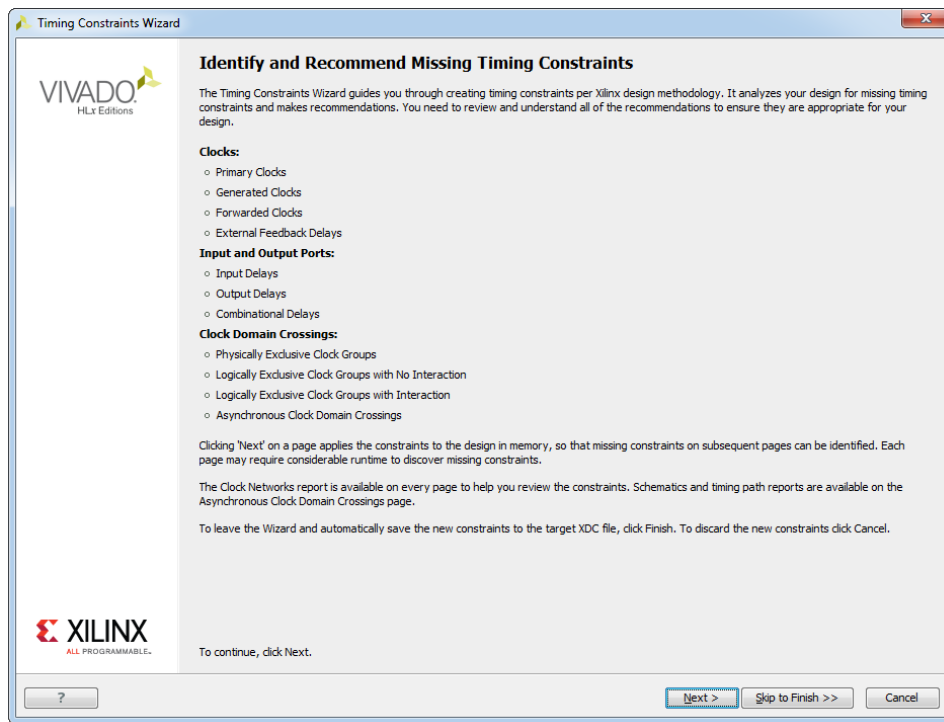 Timing Constraints Wizard
VIVADO.
HLx Editions
Identify and Recommend Missing Timing Constraints
The Timing Constraints Wizard guides you through creating timing constraints per Xilinx design methodology. It analyzes your design for missing timing
constraints and makes recommendations. You need to review and understand all of the recommendations to ensure they are appropriate for your
design.
Clocks:
Primary Clocks
Generated Clocks
Forwarded Clocks
External Feedback Delays
Input and Output Ports:
Input Delays
Output Delays
Combinational Delays
Clock Domain Crossings:
Physically Exclusive Clock Groups
Logically Exclusive Clock Groups with No Interaction
Logically Exclusive Clock Groups with Interaction
Asynchronous Clock Domain Crossings
Clicking 'Next' on a page applies the constraints to the design in memory, so that missing constraints on subsequent pages can be identified. Each
page may require considerable runtime to discover missing constraints.
The Clock Networks report is available on every page to help you review the constraints. Schematics and timing path reports are available on the
Asynchronous Clock Domain Crossings page.
To leave the Wizard and automatically save the new constraints to the target XDC file, click Finish. To discard the new constraints click Cancel.
XILINX
ALL PROGRAMMABLE.
To continue, click Next.
?
Next >
Skip to Finish >>
Cancel